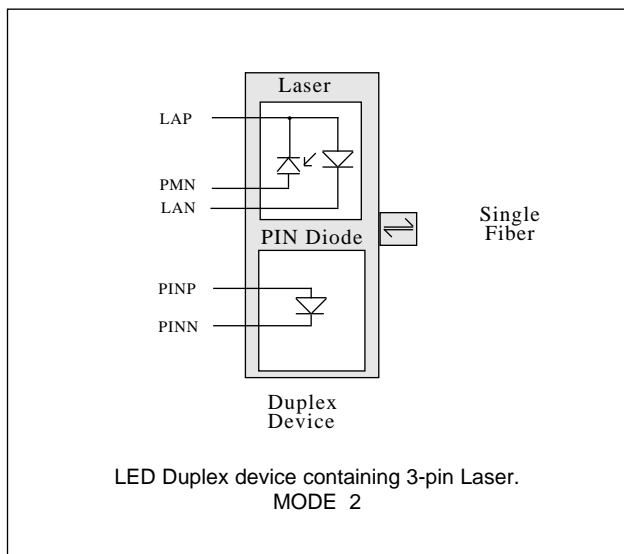 Laser
LAP
PMN
LAN
PIN Diode
Single
Fiber
PINP
PINN
Duplex
Device
LED Duplex device containing 3-pin Laser.
MODE 2